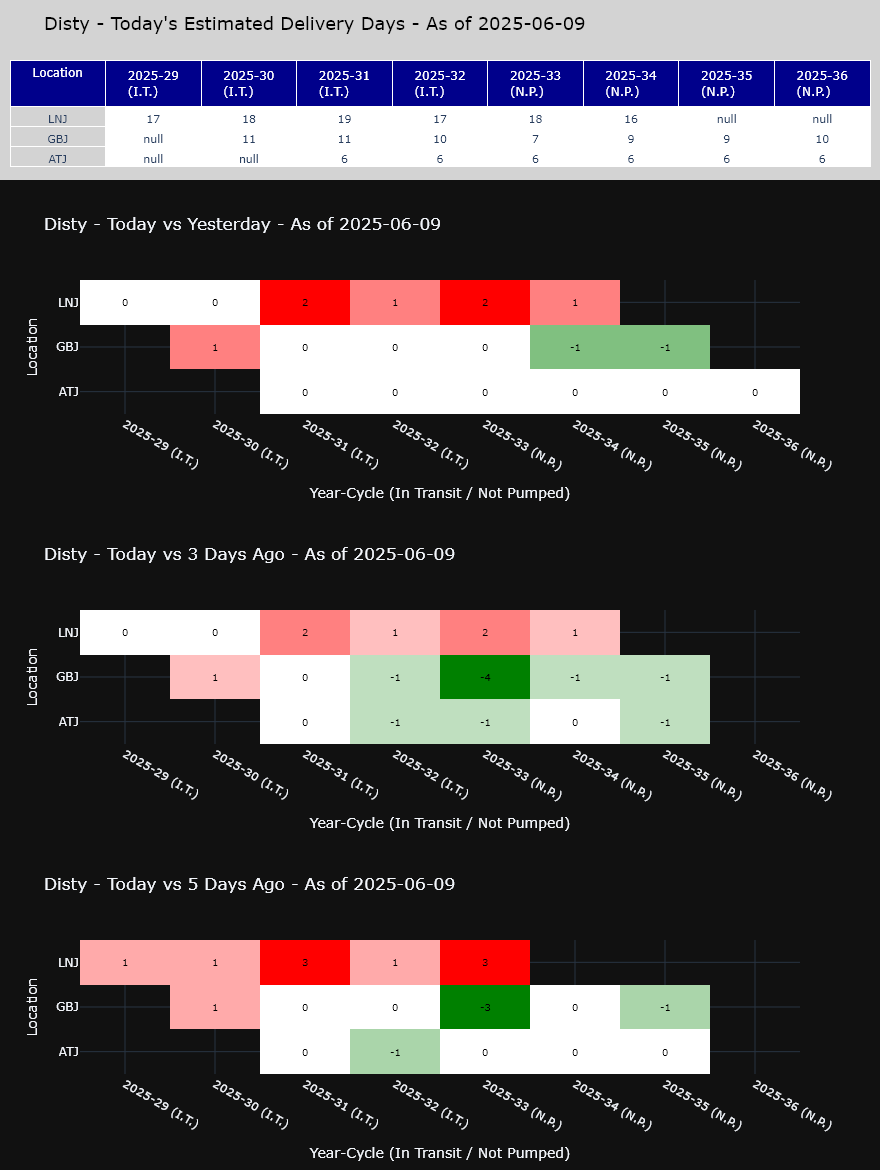 Disty - Today's Estimated Delivery Days - As of 2025-06-09
Location 2025-29 (I.T.) 2025-30 (I.T.) 2025-31 (I.T.) 2025-32 (I.T.) 2025-33 (N.P.) 2025-34 (N.P.) 2025-35 (N.P.) 2025-36 (N.P.)
LNJ 17 18 19 17 18 16 null null
GBJ null 11 11 10 7 9 9 10
ATJ null null 6 6 6 6 6 6
Disty - Today vs Yesterday - As of 2025-06-09
Location
LNJ 0 0 2 1 2 1
GBJ 1 0 0 0 -1 -1
ATJ 0 0 0 0 0 0
2025-29 (I.T.) 2025-30 (I.T.) 2025-31 (I.T.) 2025-32 (I.T.) 2025-33 (N.P.) 2025-34 (N.P.) 2025-35 (N.P.) 2025-36 (N.P.)
Year-Cycle (In Transit / Not Pumped)
Disty - Today vs 3 Days Ago - As of 2025-06-09
Location
LNJ 0 0 2 1 2 1
GBJ 1 0 -1 -4 -1 -1
ATJ 0 -1 -1 0 -1
2025-29 (I.T.) 2025-30 (I.T.) 2025-31 (I.T.) 2025-32 (I.T.) 2025-33 (N.P.) 2025-34 (N.P.) 2025-35 (N.P.) 2025-36 (N.P.)
Year-Cycle (In Transit / Not Pumped)
Disty - Today vs 5 Days Ago - As of 2025-06-09
Location
LNJ 1 1 3 1 3
GBJ 1 0 0 -3 0 -1
ATJ 0 -1 0 0 0
2025-29 (I.T.) 2025-30 (I.T.) 2025-31 (I.T.) 2025-32 (I.T.) 2025-33 (N.P.) 2025-34 (N.P.) 2025-35 (N.P.) 2025-36 (N.P.)
Year-Cycle (In Transit / Not Pumped)